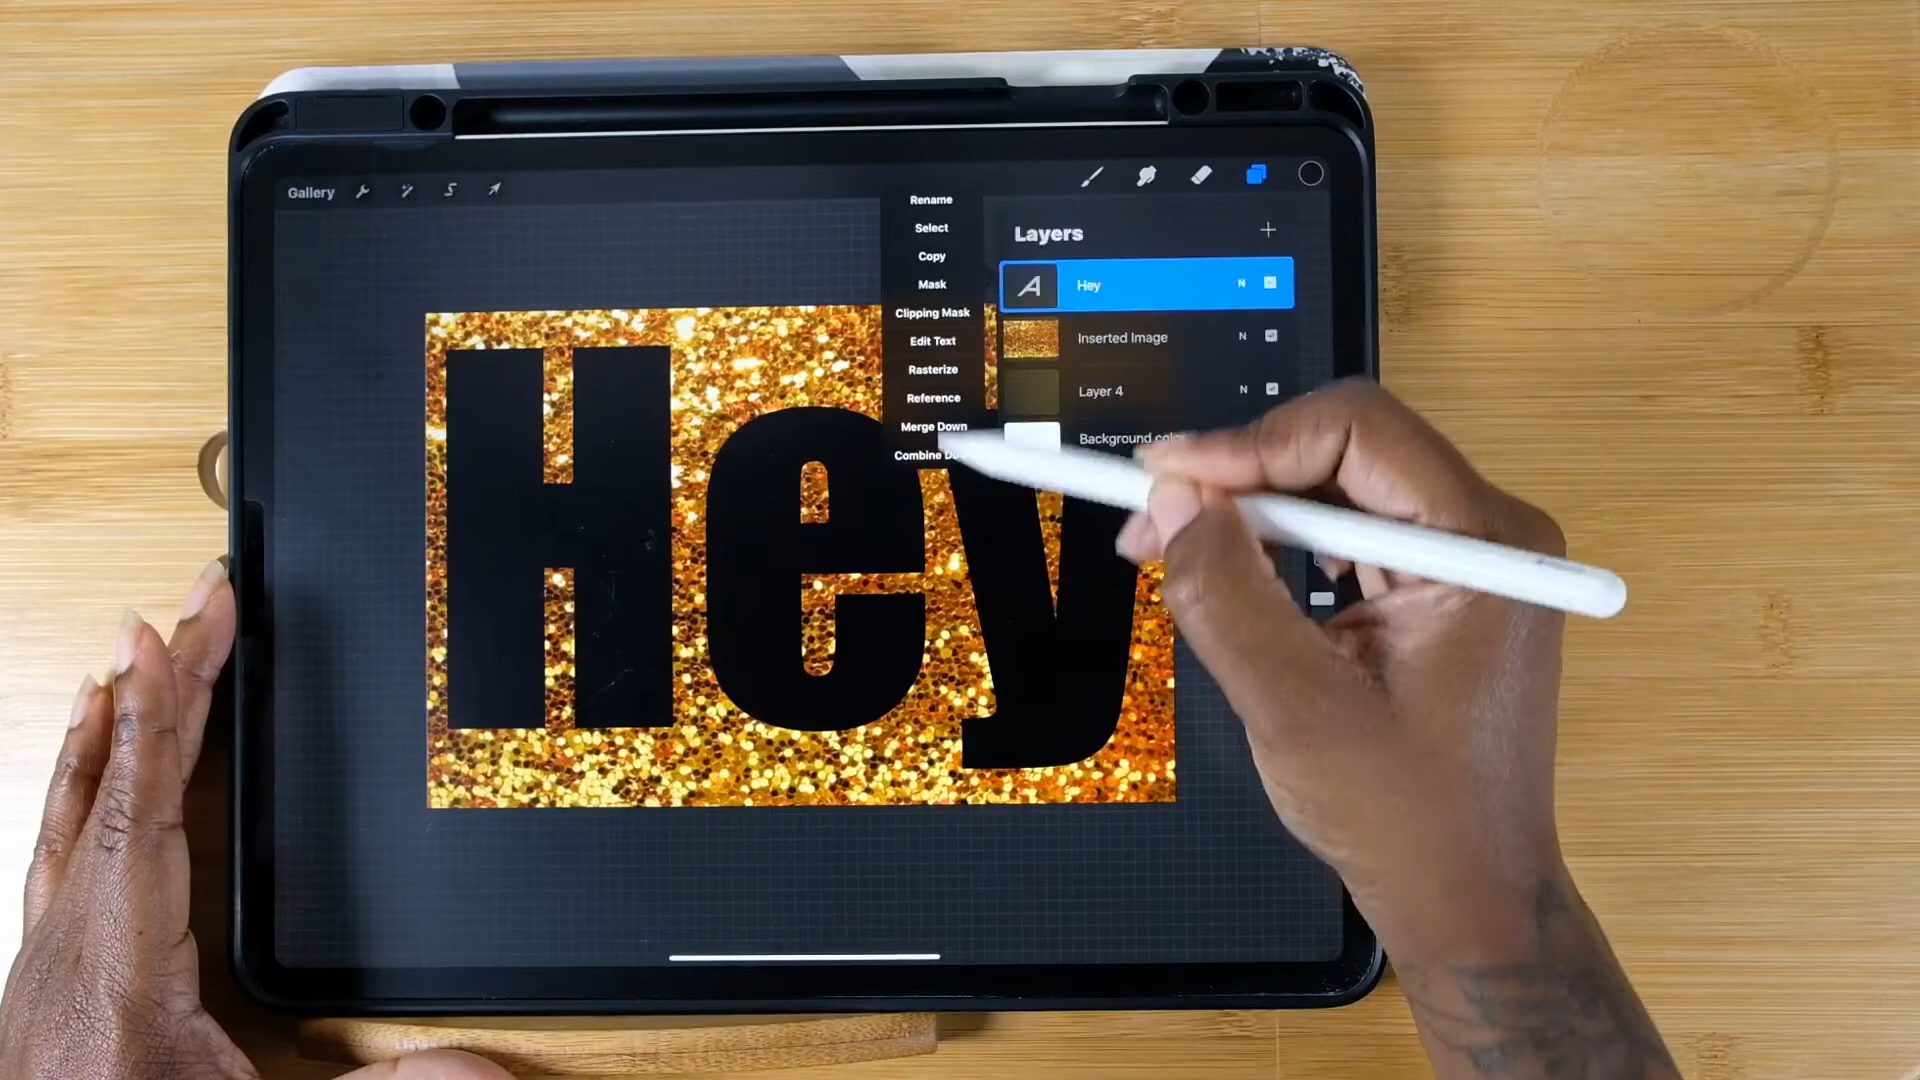 Gallery
Rename
Select
Copy
Mask
Clipping Mask
Edit Text
Rasterize
Reference
Merge Down
Combine
Layers
A Hey N
Inserted Image N
Layer 4 N
Background
Hey